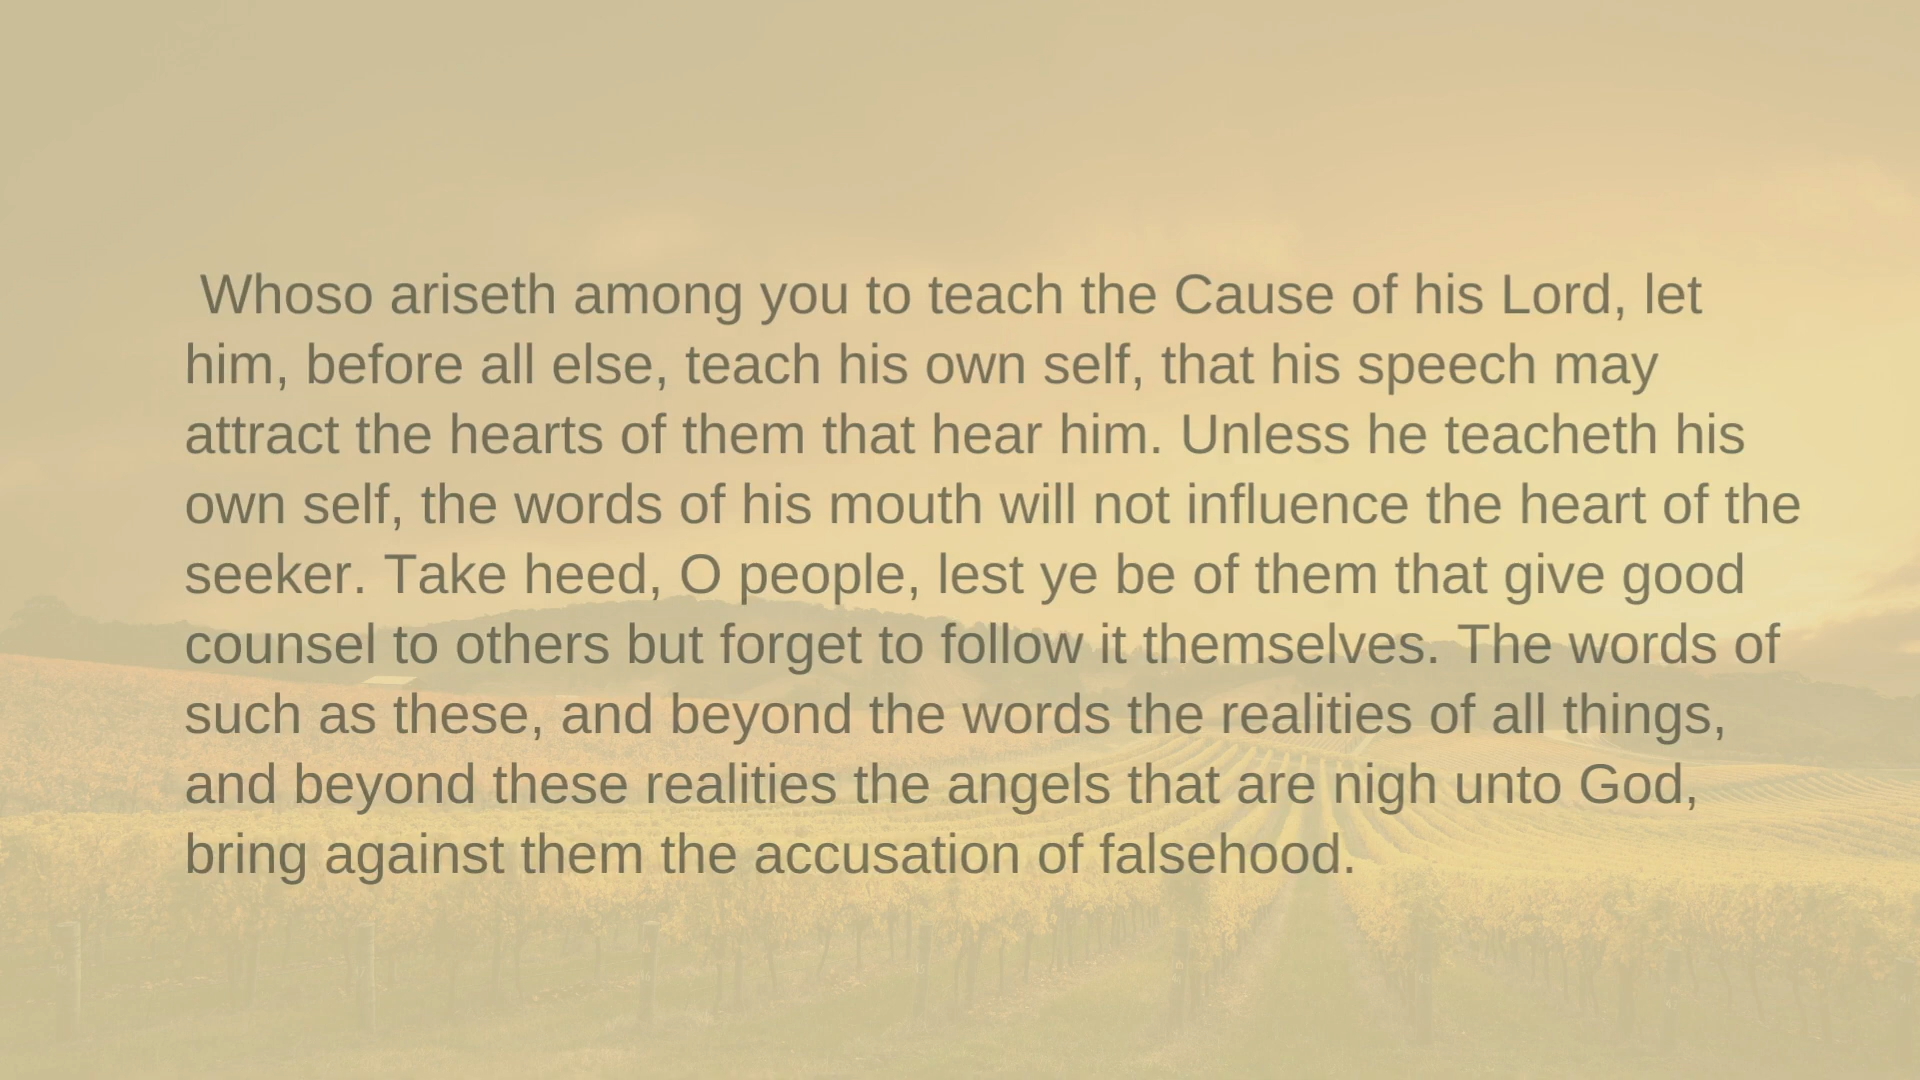 Whoso ariseth among you to teach the Cause of his Lord, let
him, before all else, teach his own self, that his speech may
attract the hearts of them that hear him. Unless he teacheth his
own self, the words of his mouth will not influence the heart of the
seeker. Take heed, O people, lest ye be of them that give good
counsel to others but forget to follow it themselves. The words of
such as these, and beyond the words the realities of all things,
and beyond these realities the angels that are nigh unto God,
bring against them the accusation of falsehood.